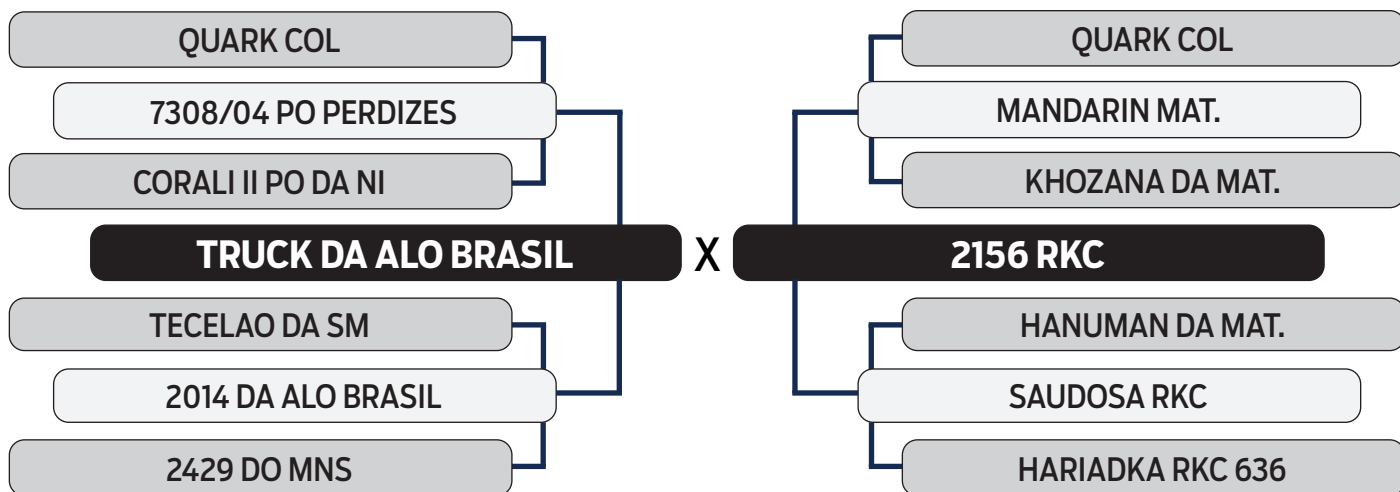 QUARK COL
7308/04 PO PERDIZES
CORALI II PO DA NI
TRUCK DA ALO BRASIL
TECELAO DA SM
2014 DA ALO BRASIL
2429 DO MNS
X
QUARK COL
MANDARIN MAT.
KHOZANA DA MAT.
2156 RKC
HANUMAN DA MAT.
SAUDOSA RKC
HARIADKA RKC 636